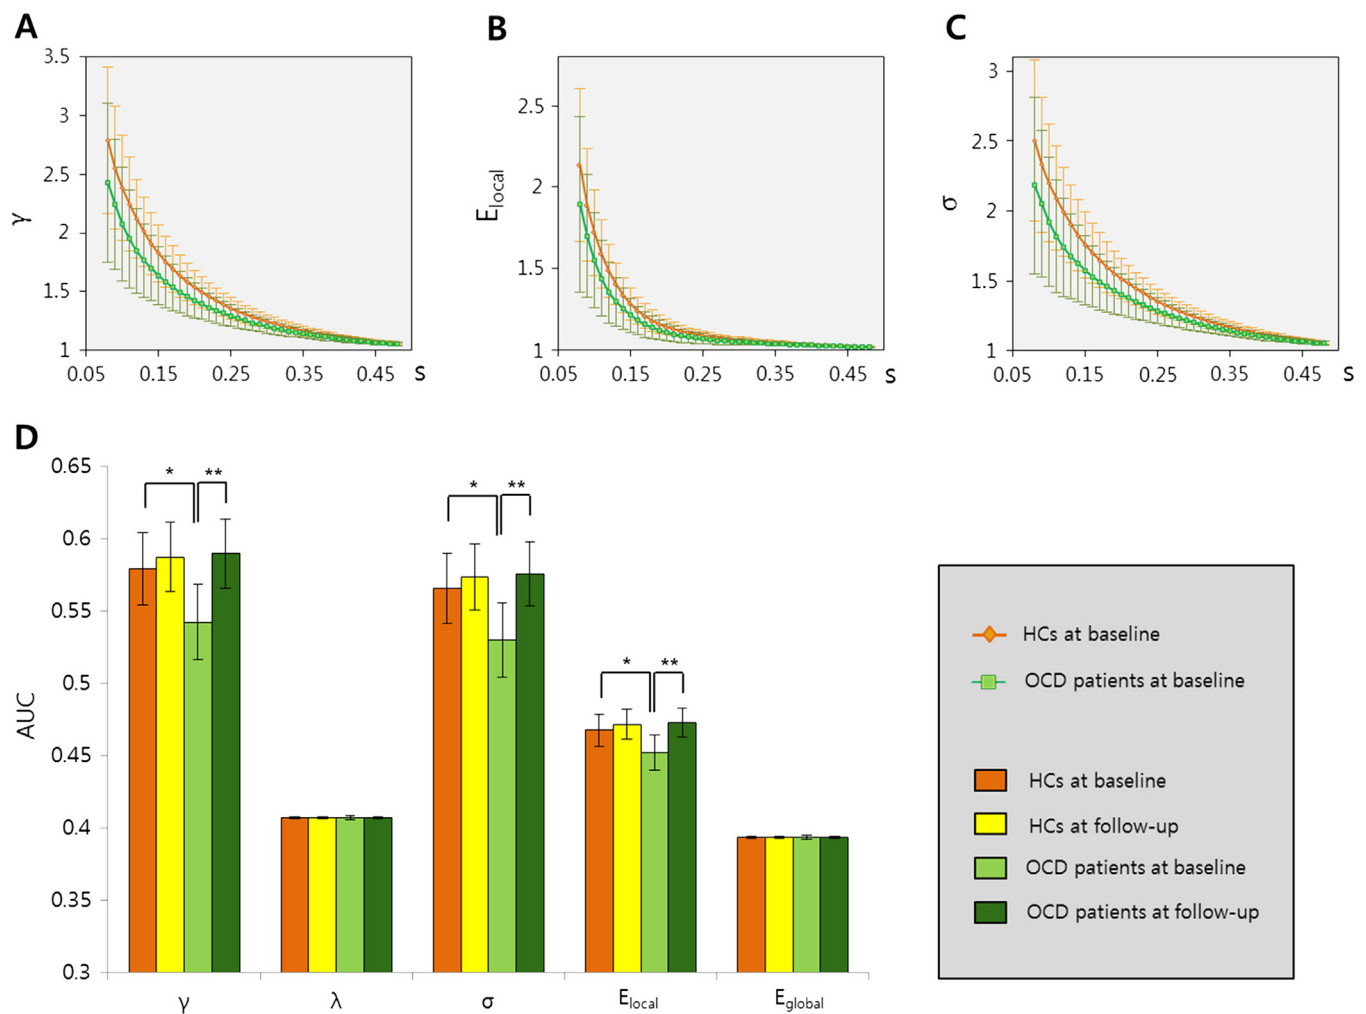 A
B
C
3.5
3
2.5
2
1.5
1
γ
0.05 0.15 0.25 0.35 0.45 s
2.5
2
1.5
1
Elocal
0.05 0.15 0.25 0.35 0.45 s
3
2.5
2
1.5
1
σ
0.05 0.15 0.25 0.35 0.45 s
D
0.65
0.6
0.55
0.5
0.45
0.4
0.35
0.3
AUC
* **
* **
* **
γ λ σ Elocal Eglobal
HCs at baseline
OCD patients at baseline
HCs at baseline
HCs at follow-up
OCD patients at baseline
OCD patients at follow-up